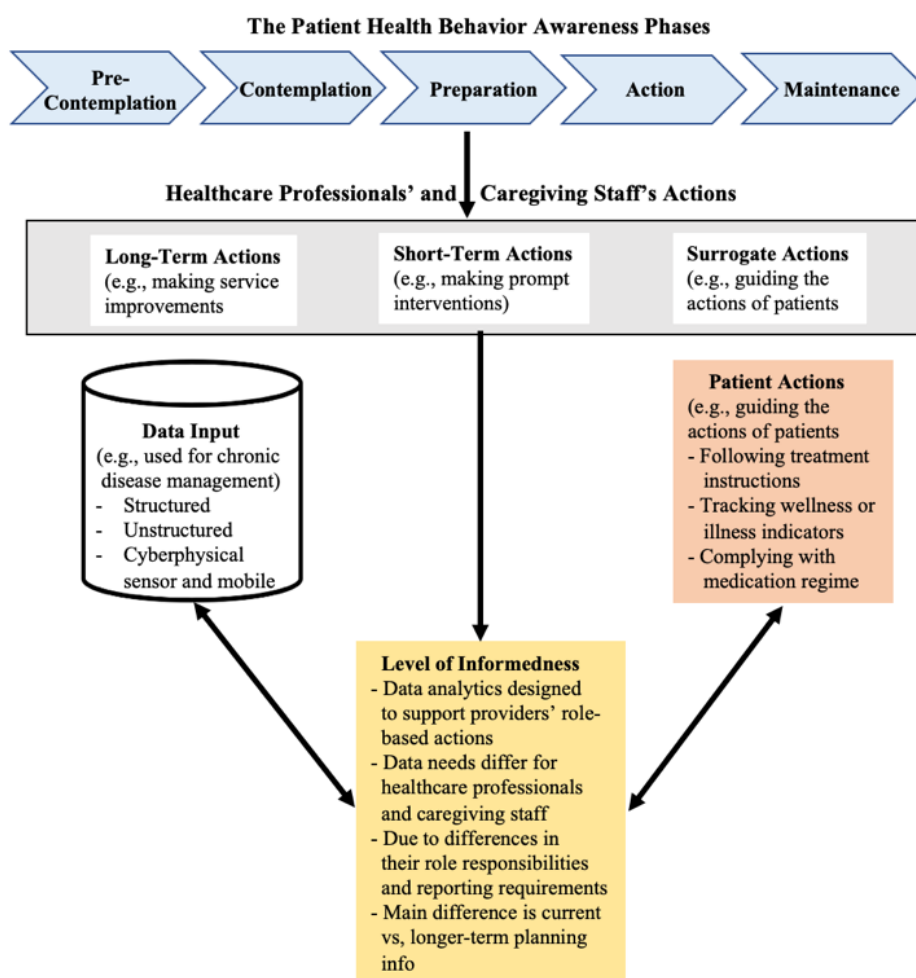 The Patient Health Behavior Awareness Phases
Pre-
Contemplation
Contemplation
Preparation
Action
Maintenance
Healthcare Professionals' and Caregiving Staff's Actions
Long-Term Actions
(e.g., making service
improvements
Short-Term Actions
(e.g., making prompt
interventions)
Surrogate Actions
(e.g., guiding the
actions of patients
Data Input
(e.g., used for chronic
disease management)
- Structured
- Unstructured
- Cyberphysical
sensor and mobile
Patient Actions
(e.g., guiding the
actions of patients
- Following treatment
instructions
- Tracking wellness or
illness indicators
- Complying with
medication regime
Level of Informedness
- Data analytics designed
to support providers' role-
based actions
- Data needs differ for
healthcare professionals
and caregiving staff
- Due to differences in
their role responsibilities
and reporting requirements
- Main difference is current
vs, longer-term planning
info